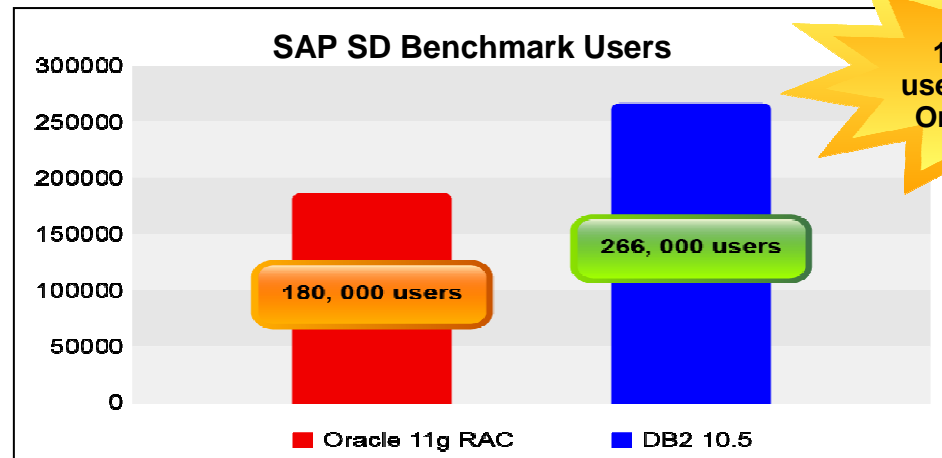 SAP SD Benchmark Users
300000
250000
200000
150000
100000
50000
0
180, 000 users
266, 000 users
Oracle 11g RAC
DB2 10.5